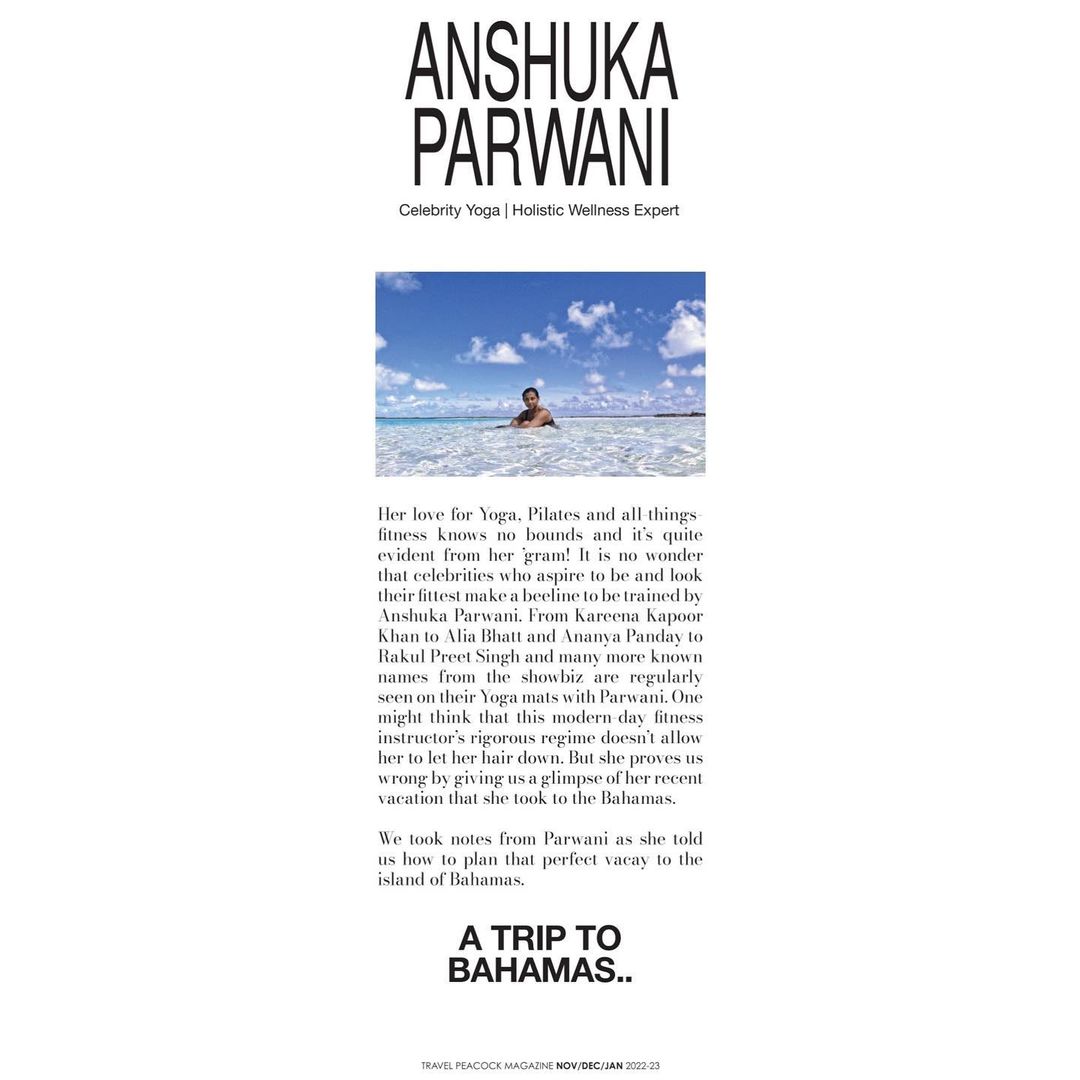 ANSHUKA
PARWANI
Celebrity Yoga | Holistic Wellness Expert
Her love for Yoga, Pilates and all-things-
fitness knows no bounds and it's quite
evident from her 'gram! It is no wonder
that celebrities who aspire to be and look
their fittest make a beeline to be trained by
Anshuka Parwani. From Kareena Kapoor
Khan to Alia Bhatt and Ananya Panday to
Rakul Preet Singh and many more known
names from the showbiz are regularly
seen on their Yoga mats with Parwani. One
might think that this modern-day fitness
instructor's rigorous regime doesn't allow
her to let her hair down. But she proves us
wrong by giving us a glimpse of her recent
vacation that she took to the Bahamas.
We took notes from Parwani as she told
us how to plan that perfect vacay to the
island of Bahamas.
A TRIP TO
BAHAMAS..
TRAVEL PEACOCK MAGAZINE NOV/DEC/JAN 2022-23